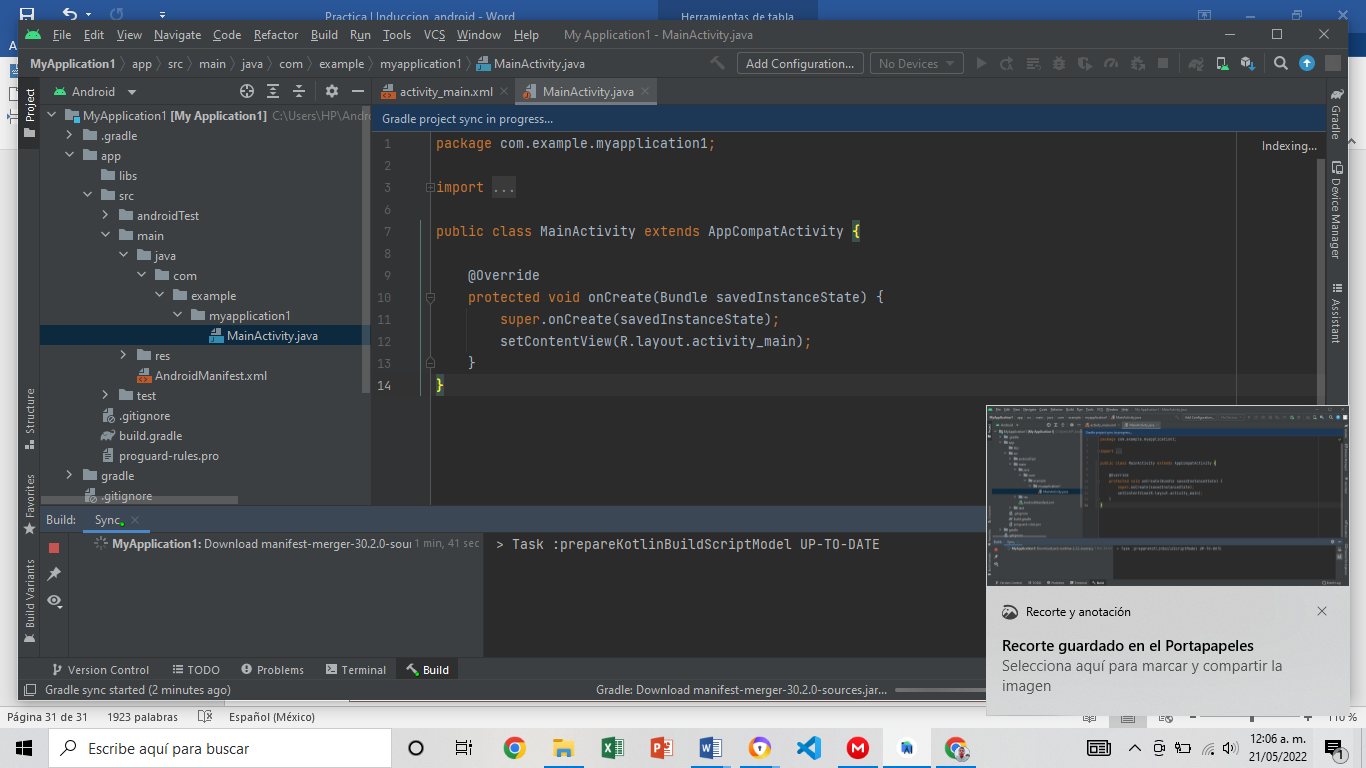 Practica I Induccion_android - Word
Herramientas de tabla
File Edit View Navigate Code Refactor Build Run Tools VCS Window Help My Application1 - MainActivity.java
MyApplication1 app src main java com example myapplication1 MainActivity.java Add Configuration... No Devices
Project
Android
activity_main.xml MainActivity.java
Gradle
MyApplication1 [My Application1] C:\Users\HP\Andro
Gradle project sync in progress...
.gradle
app
libs
src
androidTest
main
java
com
example
myapplication1
MainActivity.java
res
AndroidManifest.xml
test
.gitignore
build.gradle
proguard-rules.pro
gradle
.gitignore
Indexing...
1 package com.example.myapplication1;
2
3 import ...
6
7 public class MainActivity extends AppCompatActivity {
8
9 @Override
10 protected void onCreate(Bundle savedInstanceState) {
11 super.onCreate(savedInstanceState);
12 setContentView(R.layout.activity_main);
13 }
14 }
Device Manager
Assistant
Structure
Favorites
Build Variants
Build: Sync
MyApplication1: Download manifest-merger-30.2.0-sour 1 min, 41 sec
> Task :prepareKotlinBuildScriptModel UP-TO-DATE
Version Control TODO Problems Terminal Build
Gradle sync started (2 minutes ago) Gradle: Download manifest-merger-30.2.0-sources.jar...
Recorte y anotación
Recorte guardado en el Portapapeles
Selecciona aquí para marcar y compartir la
imagen
Página 31 de 31 1923 palabras Español (México) 110 %
Escribe aquí para buscar
12:06 a. m.
21/05/2022
1